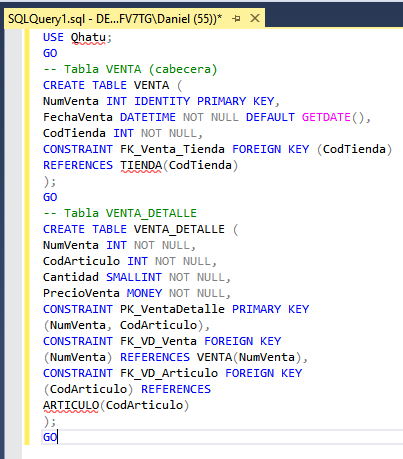 SQLQuery1.sql - DE...FV7TG\Daniel (55))*
USE Qhatu;
GO
-- Tabla VENTA (cabecera)
CREATE TABLE VENTA (
NumVenta INT IDENTITY PRIMARY KEY,
FechaVenta DATETIME NOT NULL DEFAULT GETDATE(),
CodTienda INT NOT NULL,
CONSTRAINT FK_Venta_Tienda FOREIGN KEY (CodTienda)
REFERENCES TIENDA(CodTienda)
);
GO
-- Tabla VENTA_DETALLE
CREATE TABLE VENTA_DETALLE (
NumVenta INT NOT NULL,
CodArticulo INT NOT NULL,
Cantidad SMALLINT NOT NULL,
PrecioVenta MONEY NOT NULL,
CONSTRAINT PK_VentaDetalle PRIMARY KEY
(NumVenta, CodArticulo),
CONSTRAINT FK_VD_Venta FOREIGN KEY
(NumVenta) REFERENCES VENTA(NumVenta),
CONSTRAINT FK_VD_Articulo FOREIGN KEY
(CodArticulo) REFERENCES
ARTICULO(CodArticulo)
);
GO